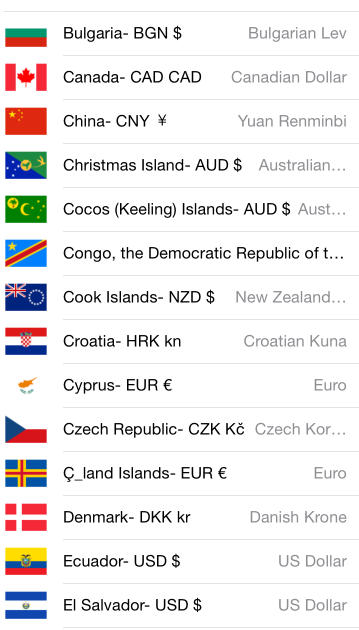 Bulgaria- BGN $ Bulgarian Lev
Canada- CAD CAD Canadian Dollar
China- CNY ¥ Yuan Renminbi
Christmas Island- AUD $ Australian...
Cocos (Keeling) Islands- AUD $ Aust...
Congo, the Democratic Republic of t...
Cook Islands- NZD $ New Zealand...
Croatia- HRK kn Croatian Kuna
Cyprus- EUR € Euro
Czech Republic- CZK Kč Czech Kor...
Ç_land Islands- EUR € Euro
Denmark- DKK kr Danish Krone
Ecuador- USD $ US Dollar
El Salvador- USD $ US Dollar